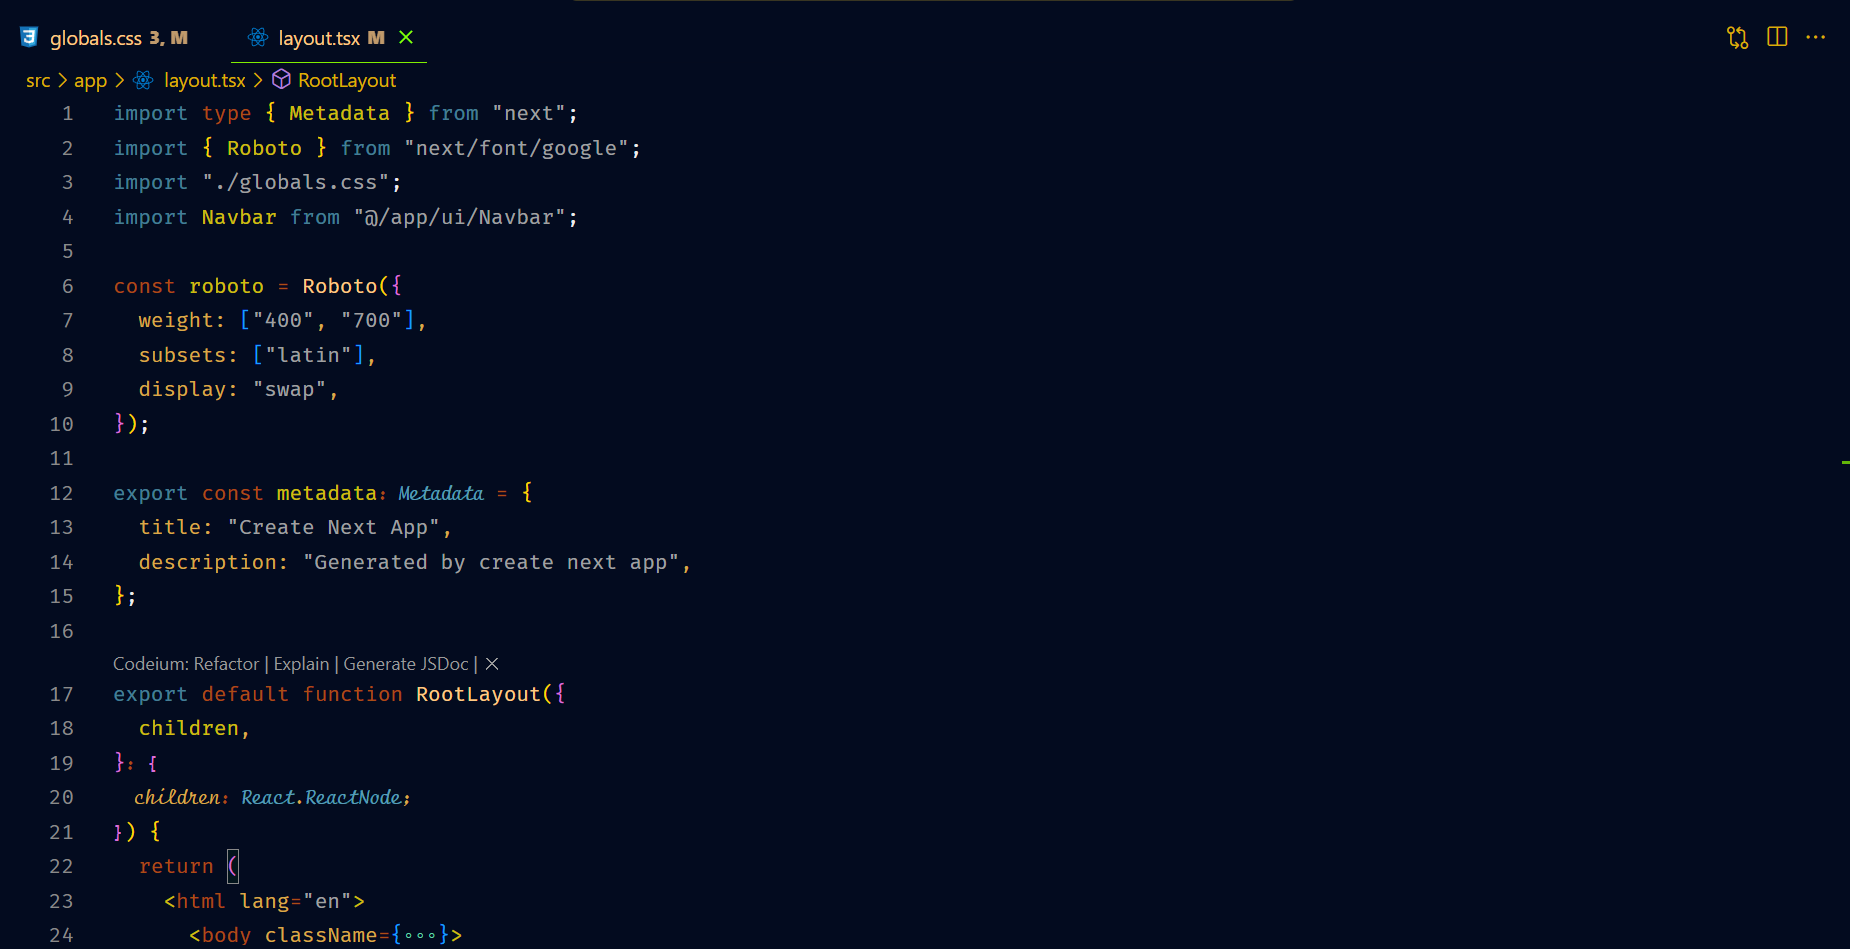 globals.css 3, M layout.tsx M
src > app > layout.tsx > RootLayout
1 import type { Metadata } from "next";
2 import { Roboto } from "next/font/google";
3 import "./globals.css";
4 import Navbar from "@/app/ui/Navbar";
5
6 const roboto = Roboto({
7   weight: ["400", "700"],
8   subsets: ["latin"],
9   display: "swap",
10 });
11
12 export const metadata: Metadata = {
13   title: "Create Next App",
14   description: "Generated by create next app",
15 };
16
Codeium: Refactor | Explain | Generate JSDoc | ×
17 export default function RootLayout({
18   children,
19 }: {
20   children: React.ReactNode;
21 }) {
22   return (
23     <html lang="en">
24       <body className={...}>